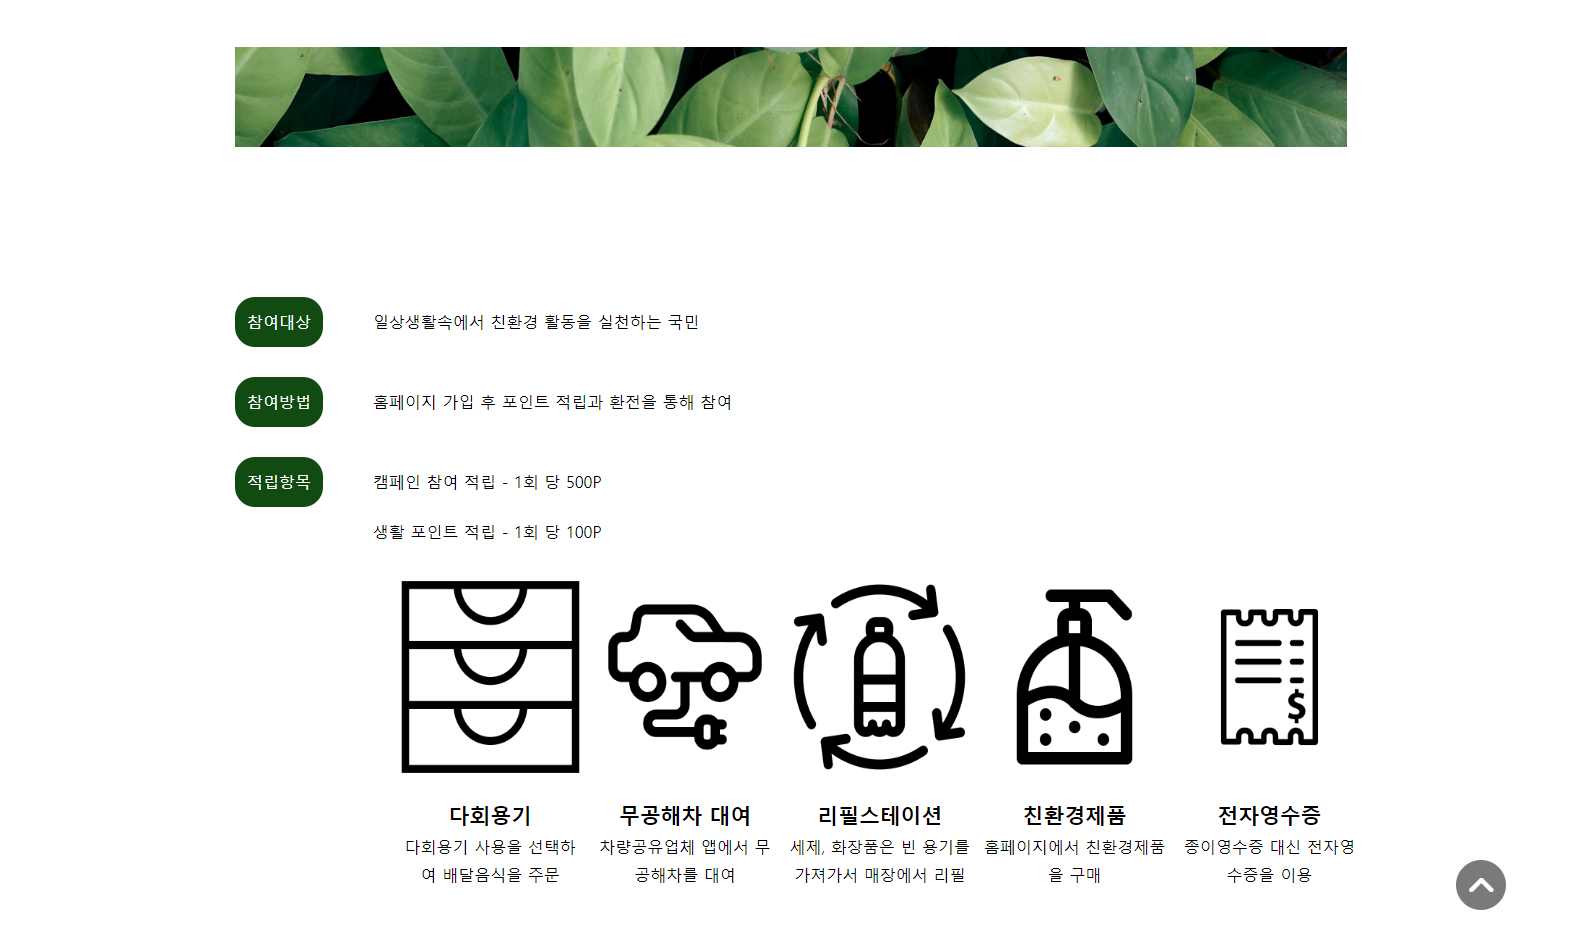 참여대상
일상생활속에서 친환경 활동을 실천하는 국민
참여방법
홈페이지 가입 후 포인트 적립과 환전을 통해 참여
적립항목
캠페인 참여 적립 - 1회 당 500P
생활 포인트 적립 - 1회 당 100P
$
다회용기
다회용기 사용을 선택하
여 배달음식을 주문
무공해차 대여
차량공유업체 앱에서 무
공해차를 대여
리필스테이션
세제, 화장품은 빈 용기를
가져가서 매장에서 리필
친환경제품
홈페이지에서 친환경제품
을 구매
전자영수증
종이영수증 대신 전자영
수증을 이용